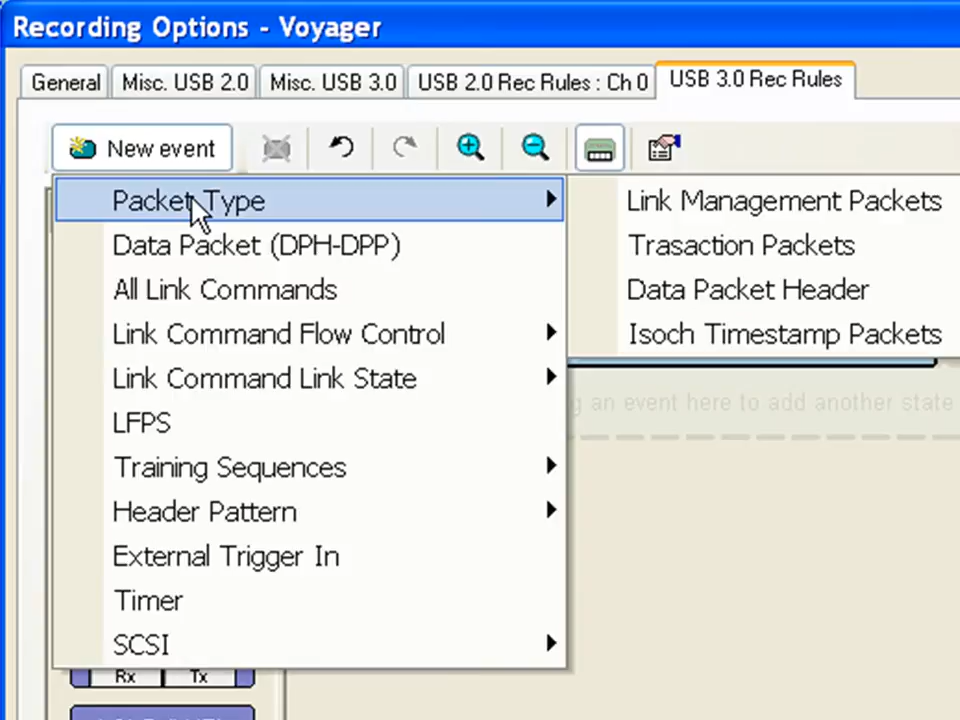 Recording Options - Voyager
General Misc. USB 2.0 Misc. USB 3.0 USB 2.0 Rec Rules : Ch 0 USB 3.0 Rec Rules
New event
Packet Type Link Management Packets
Data Packet (DPH-DPP) Trasaction Packets
All Link Commands Data Packet Header
Link Command Flow Control Isoch Timestamp Packets
Link Command Link State
g an event here to add another state
LFPS
Training Sequences
Header Pattern
External Trigger In
Timer
SCSI
Rx Tx